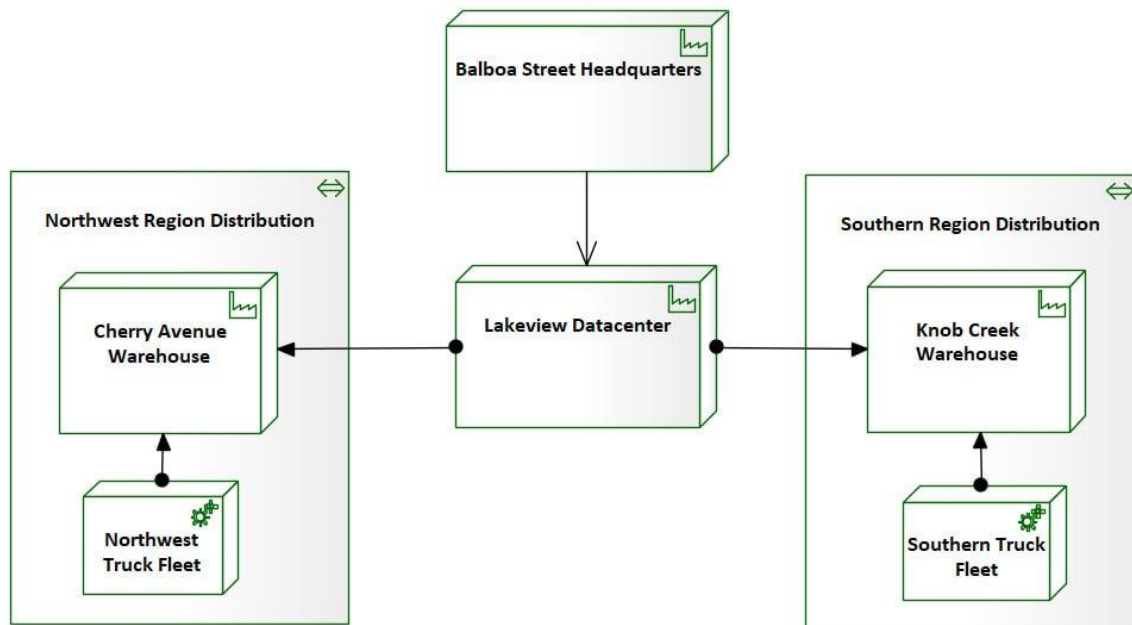 Balboa Street Headquarters
Northwest Region Distribution
Southern Region Distribution
Cherry Avenue
Warehouse
Lakeview Datacenter
Knob Creek
Warehouse
Northwest
Truck Fleet
Southern Truck
Fleet